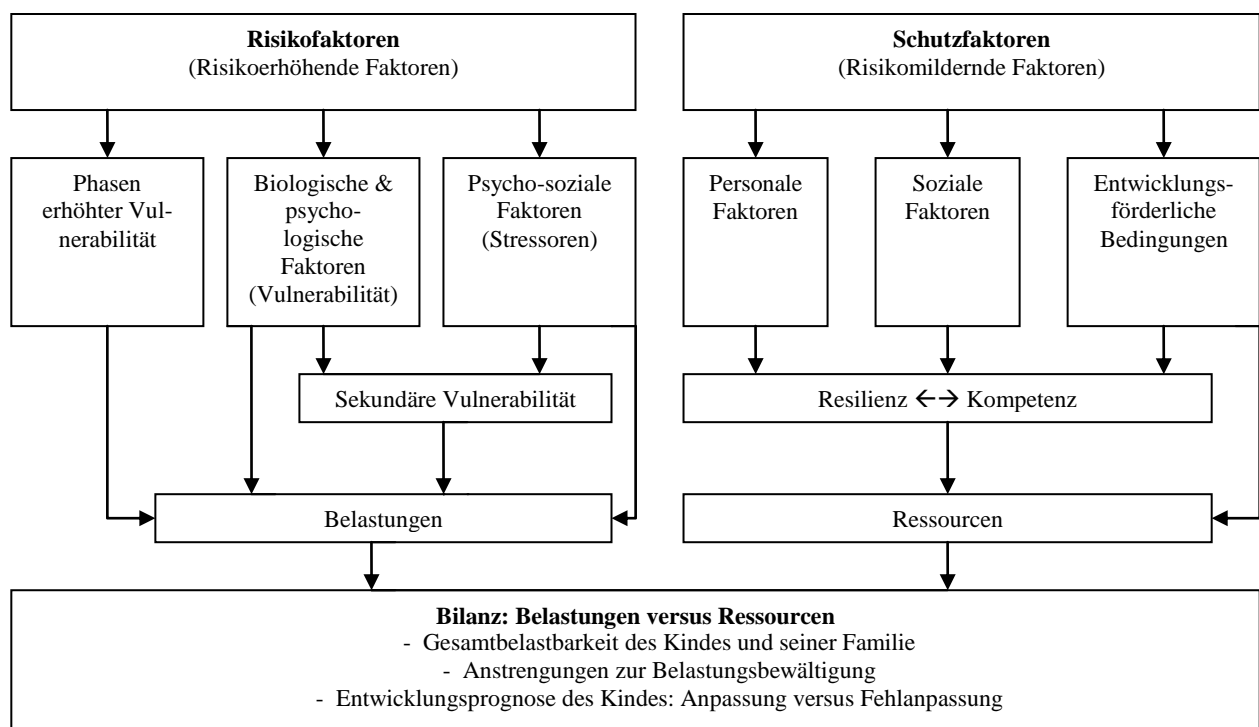 Risikofaktoren
(Risikoerhöhende Faktoren)
Schutzfaktoren
(Risikomildernde Faktoren)
Phasen
erhöhter Vul-
nerabilität
Biologische &
psycho-
logische
Faktoren
(Vulnerabilität)
Psycho-soziale
Faktoren
(Stressoren)
Personale
Faktoren
Soziale
Faktoren
Entwicklungs-
förderliche
Bedingungen
Sekundäre Vulnerabilität
Resilienz ←→ Kompetenz
Belastungen
Ressourcen
Bilanz: Belastungen versus Ressourcen
- Gesamtbelastbarkeit des Kindes und seiner Familie
- Anstrengungen zur Belastungsbewältigung
- Entwicklungsprognose des Kindes: Anpassung versus Fehlanpassung